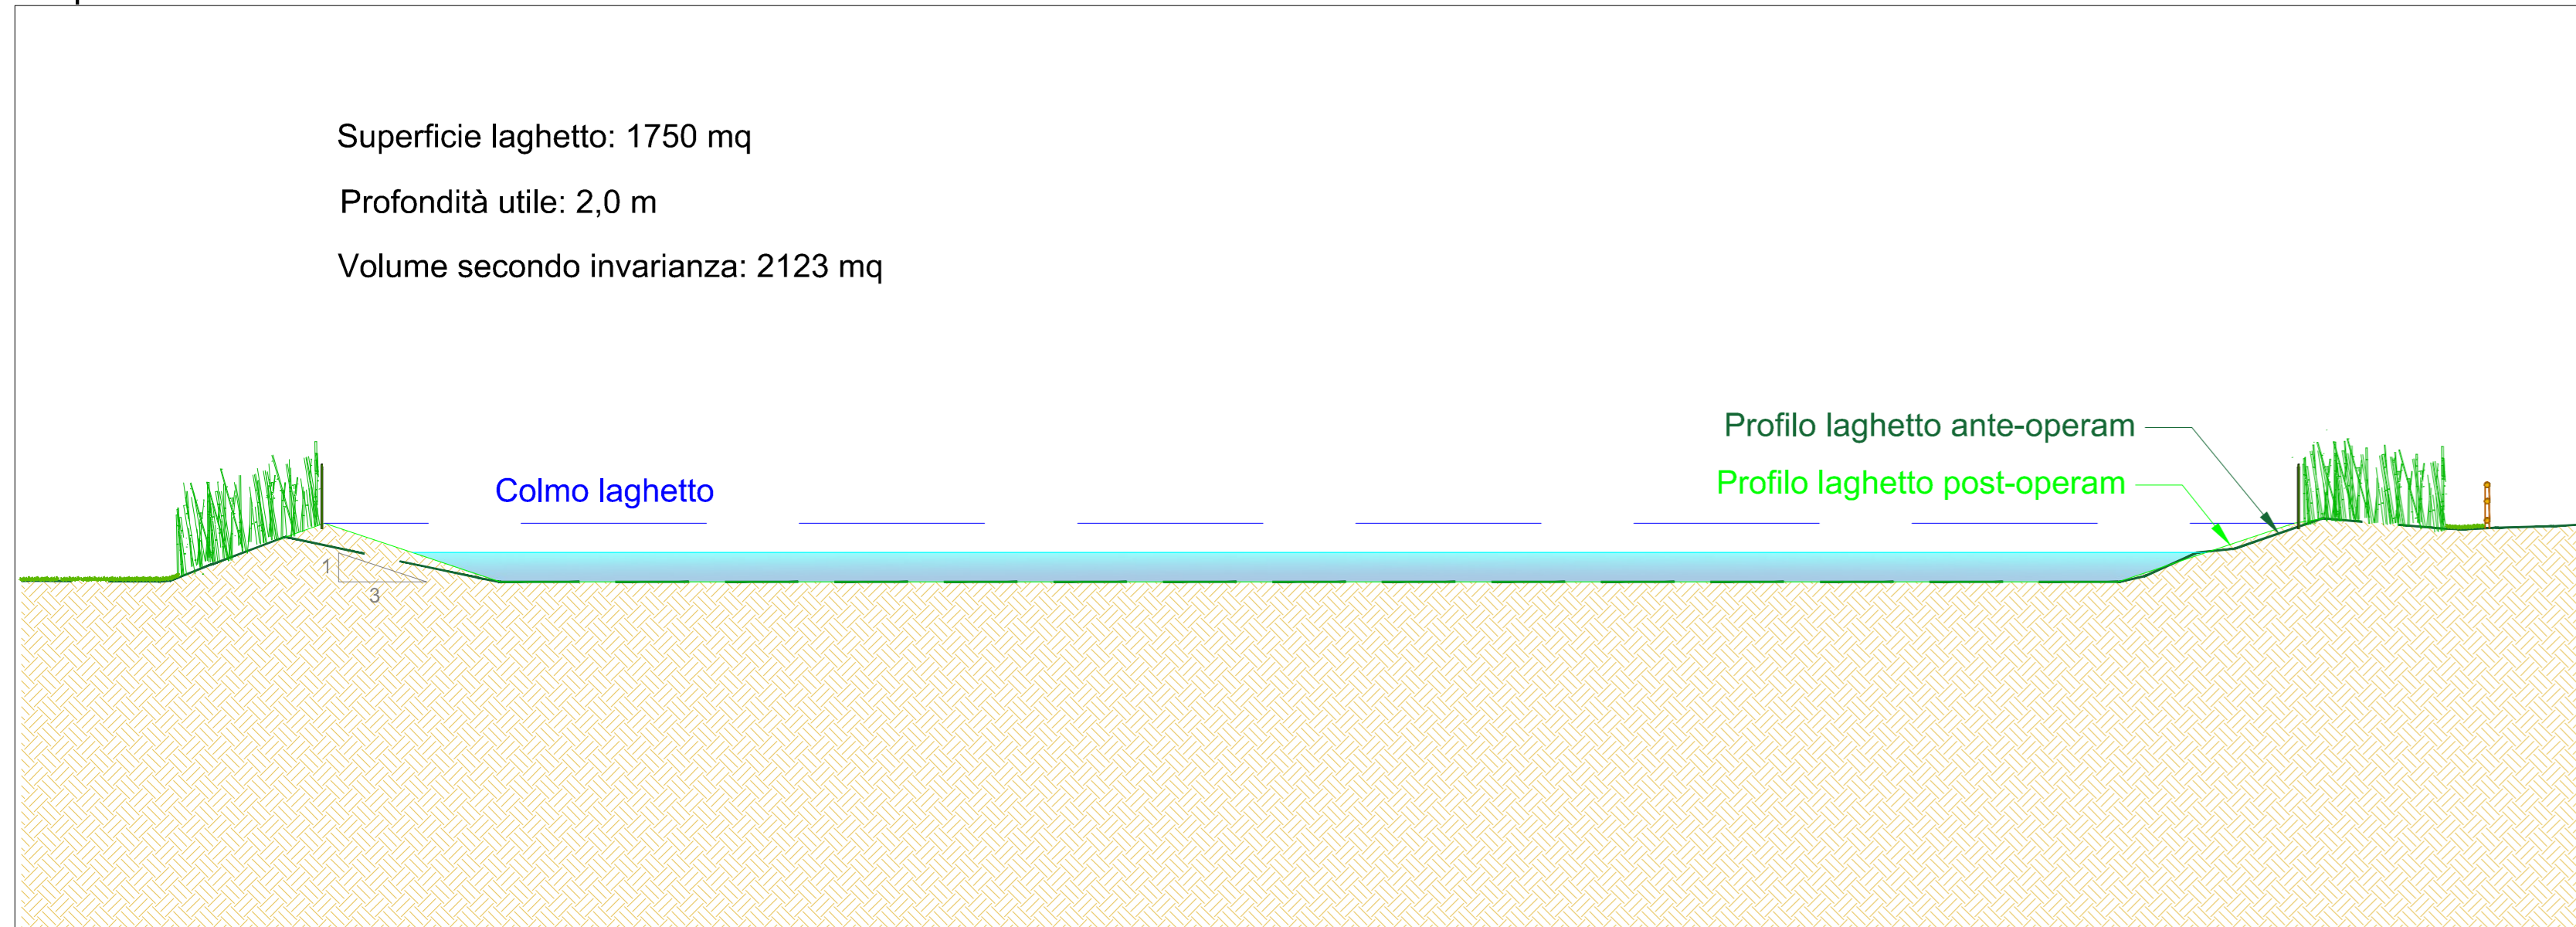 Superficie laghetto: 1750 mq
Profondità utile: 2,0 m
Volume secondo invarianza: 2123 mq
Profilo laghetto ante-operam
Profilo laghetto post-operam
Colmo laghetto
1
3